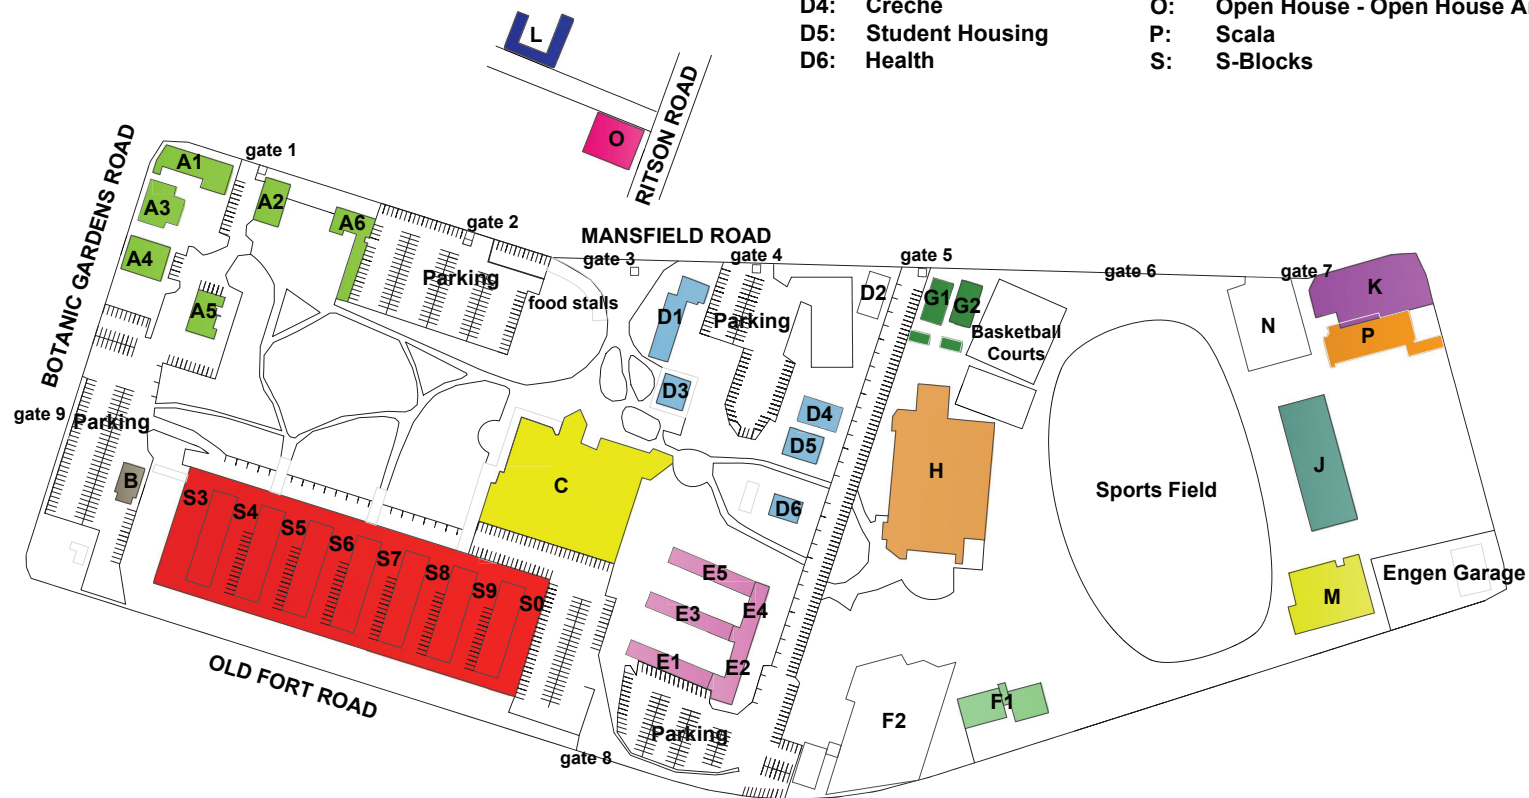 D4: Creche
D5: Student Housing
D6: Health
O: Open House - Open House
P: Scala
S: S-Blocks
L
O
RITSON ROAD
BOTANIC GARDENS ROAD
A1
gate 1
A2
A3
A4
A5
A6
gate 2
Parking
food stalls
MANSFIELD ROAD
gate 3
gate 4
gate 5
gate 6
gate 7
D1
Parking
D2
G1
G2
Basketball
Courts
N
K
P
D3
D4
D5
D6
gate 9
Parking
B
C
H
Sports Field
J
S3
S4
S5
S6
S7
S8
S9
S0
E5
E4
E3
E1
E2
M
Engen Garage
OLD FORT ROAD
F1
F2
Parking
gate 8